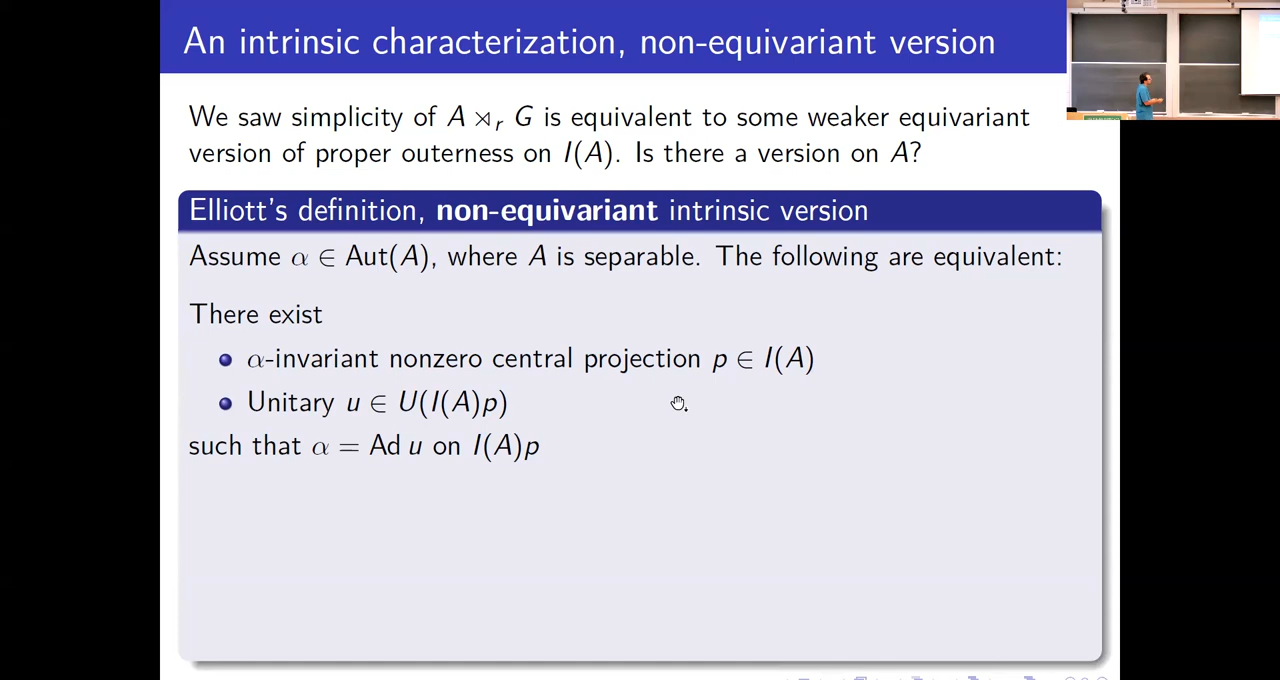 An intrinsic characterization, non-equivariant version
We saw simplicity of A ⋊ᵣ G is equivalent to some weaker equivariant
version of proper outerness on I(A). Is there a version on A?
Elliott's definition, non-equivariant intrinsic version
Assume α ∈ Aut(A), where A is separable. The following are equivalent:
There exist
α-invariant nonzero central projection p ∈ I(A)
Unitary u ∈ U(I(A)p)
such that α = Ad u on I(A)p